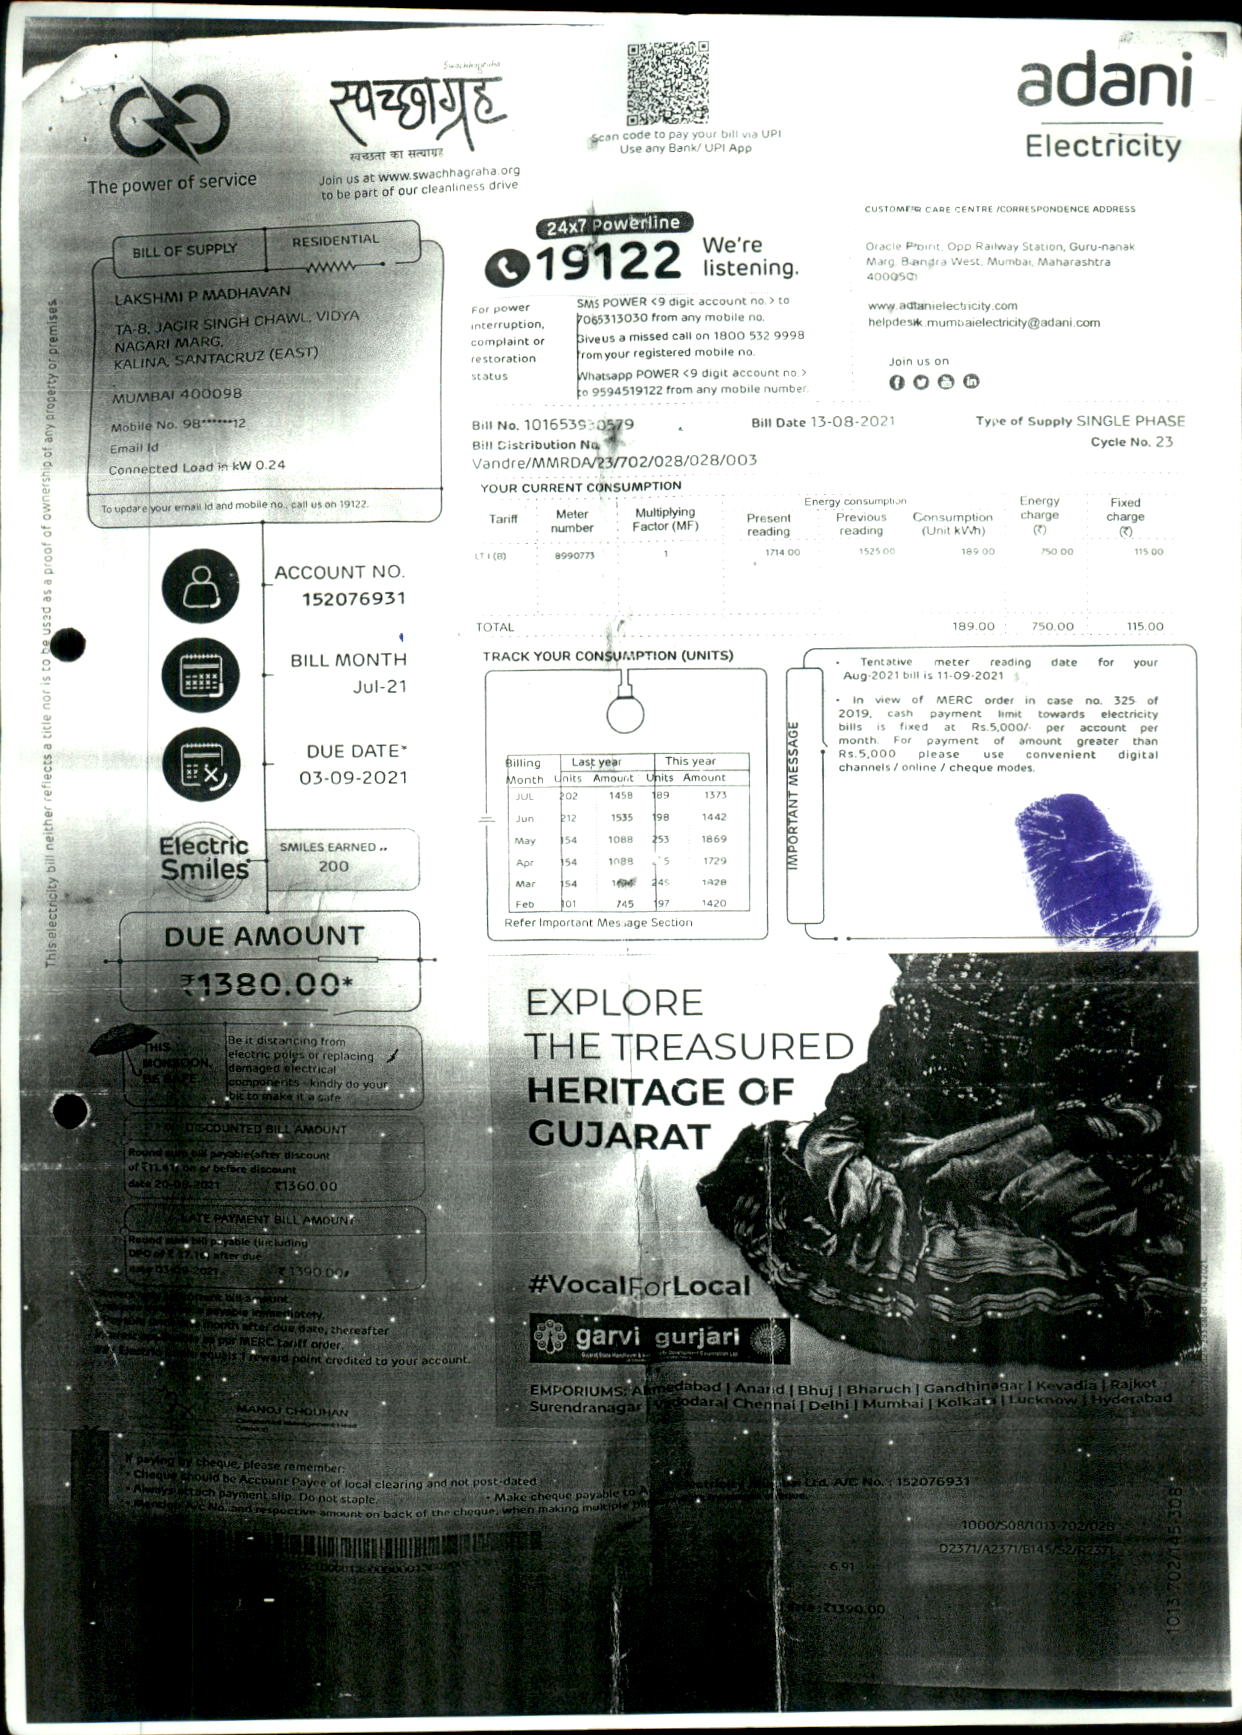 The power of service
Swachhagraha
स्वच्छाग्रह
स्वच्छता का सत्याग्रह
Join us at www.swachhagraha.org
to be part of our cleanliness drive
Scan code to pay your bill via UPI
Use any Bank/ UPI App
adani
Electricity
BILL OF SUPPLY
RESIDENTIAL
LAKSHMI P MADHAVAN
TA-8, JAGIR SINGH CHAWL, VIDYA
NAGARI MARG,
KALINA, SANTACRUZ (EAST)
MUMBAI 400098
Mobile No. 98******12
Email Id
Connected Load in kW 0.24
To update your email id and mobile no., call us on 19122.
This electricity bill neither reflects a title nor is to be used as a proof of ownership of any property or premises
24x7 Powerline
19122 We're
listening.
For power
interruption,
complaint or
restoration
status
SMS POWER <9 digit account no.> to
7065313030 from any mobile no.
Give us a missed call on 1800 532 9998
from your registered mobile no.
Whatsapp POWER <9 digit account no.>
to 9594519122 from any mobile number.
CUSTOMER CARE CENTRE /CORRESPONDENCE ADDRESS
Oracle Point, Opp Railway Station, Guru-nanak
Marg, Bandra West, Mumbai, Maharashtra
400050
www.adanielectricity.com
helpdesk.mumbaielectricity@adani.com
Join us on
Bill No. 101653930579 Bill Date 13-08-2021 Type of Supply SINGLE PHASE
Bill Distribution No. Cycle No. 23
Vandre/MMRDA/23/702/028/028/003
YOUR CURRENT CONSUMPTION
Tariff Meter number Multiplying Factor (MF) Energy consumption Present reading Previous reading Consumption (Unit kWh) Energy charge (₹) Fixed charge (₹)
LT I (B) 8990773 1 1714.00 1525.00 189.00 750.00 115.00
TOTAL 189.00 750.00 115.00
ACCOUNT NO.
152076931
BILL MONTH
Jul-21
DUE DATE*
03-09-2021
Electric
Smiles
SMILES EARNED
200
DUE AMOUNT
₹1380.00*
TRACK YOUR CONSUMPTION (UNITS)
Billing Last year This year
Month Units Amount Units Amount
JUL 202 1458 189 1373
Jun 212 1535 198 1442
May 154 1088 253 1869
Apr 154 1088 1729
Mar 154 245 1428
Feb 101 745 197 1420
Refer Important Message Section
IMPORTANT MESSAGE
• Tentative meter reading date for your
Aug-2021 bill is 11-09-2021
• In view of MERC order in case no. 325 of
2019, cash payment limit towards electricity
bills is fixed at Rs.5,000/- per account per
month. For payment of amount greater than
Rs.5,000 please use convenient digital
channels / online / cheque modes.
THIS
MONSOON,
BE SAFE
Be it distancing from
electric poles or replacing
damaged electrical
components - kindly do your
bit to make it a safe
DISCOUNTED BILL AMOUNT
Round sum bill payable(after discount
of ₹11.41) on or before discount
date 20-08-2021 ₹1360.00
LATE PAYMENT BILL AMOUNT
Round sum bill payable (including
DPC of ₹ 17.16) after due
date 03-09-2021 ₹1390.00
payable immediately.
month after due date, thereafter
as per MERC tariff order.
equals 1 reward point credited to your account.
MANOJ CHOUHAN
EXPLORE
THE TREASURED
HERITAGE OF
GUJARAT
#VocalForLocal
garvi gurjari
EMPORIUMS: Ahmedabad | Anand | Bhuj | Bharuch | Gandhinagar | Kevadia | Rajkot
Surendranagar | Vadodara| Chennai | Delhi | Mumbai | Kolkata | Lucknow | Hyderabad
If paying by cheque, please remember:
• Cheque should be Account Payee of local clearing and not post-dated
• Always attach payment slip. Do not staple.
• Make cheque payable to
Ltd. A/C No. : 152076931
• Mention A/c No. and respective amount on back of the cheque, when making multiple
1000/S08/1013-702/028
D2371/A2371/B145/S2/R2371
6.91
₹1390.00
1013-702/145-308